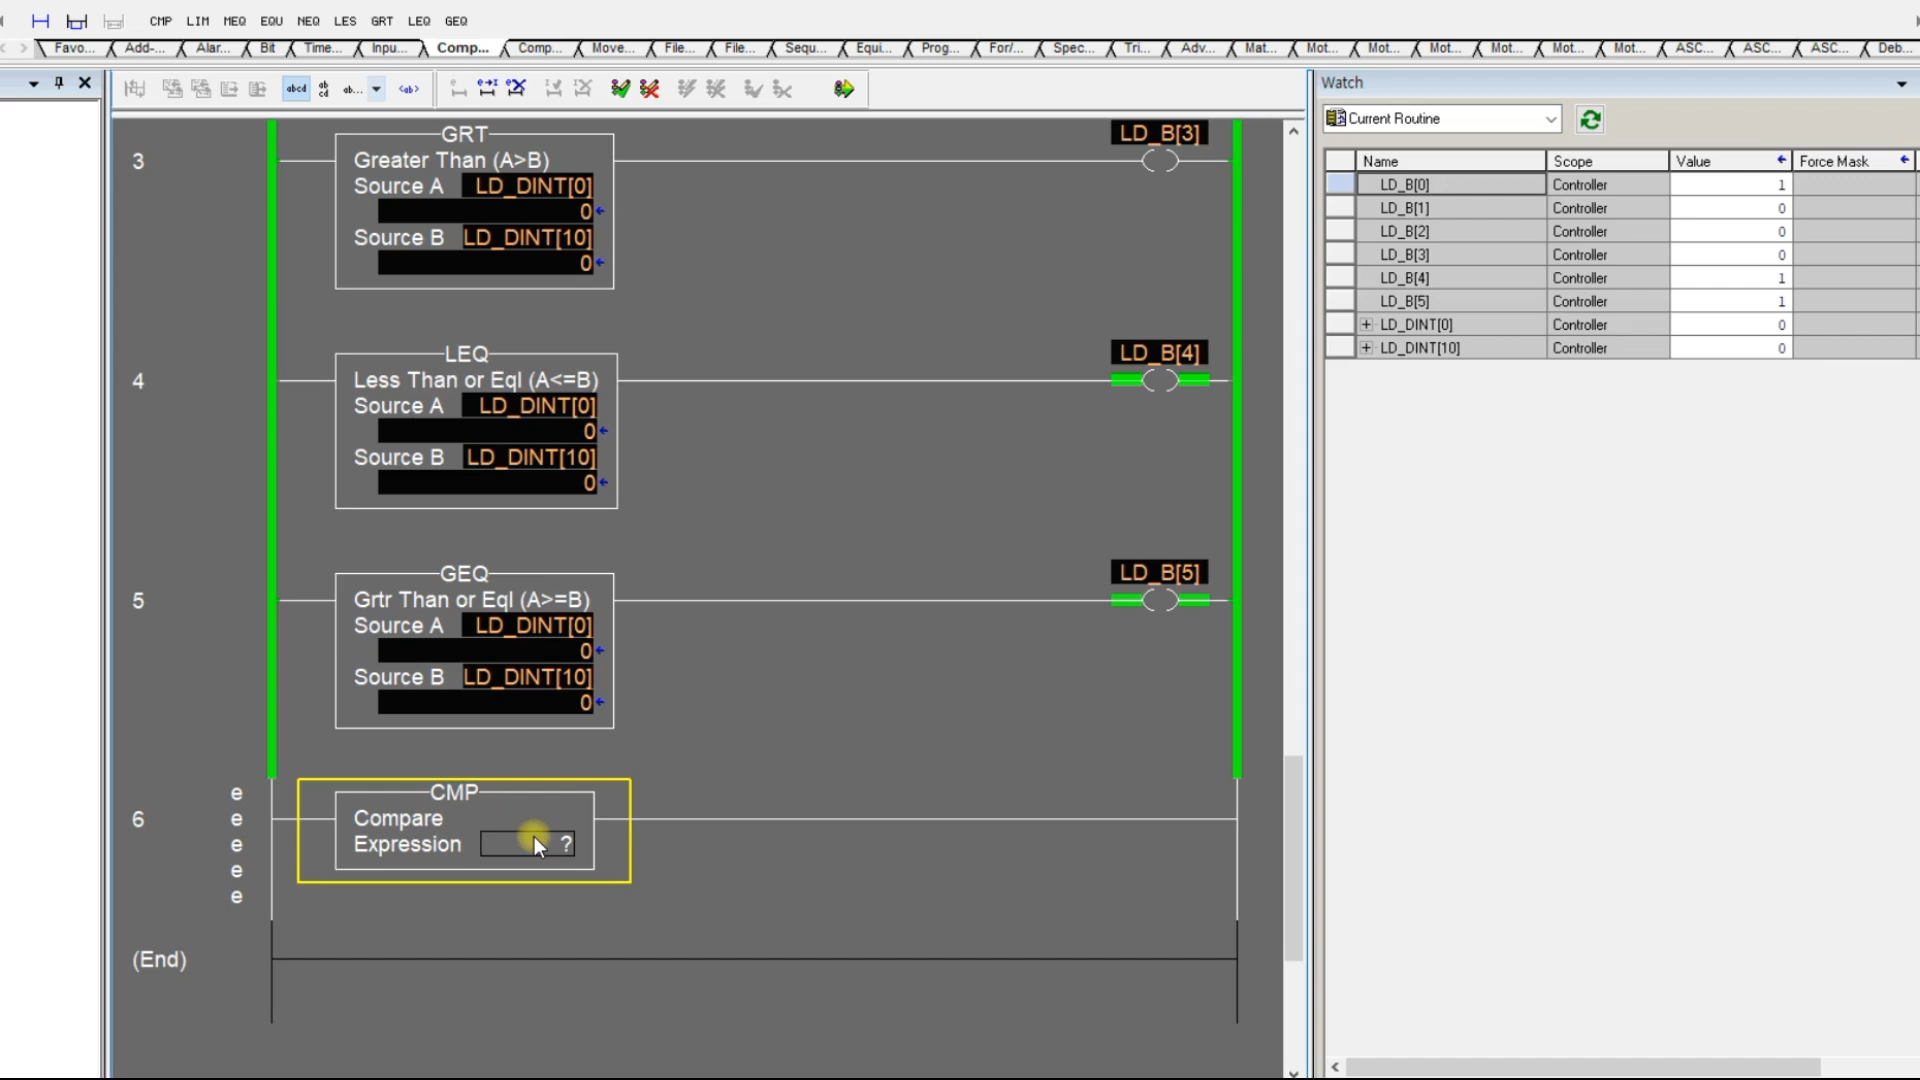 CMP LIM MEQ EQU NEQ LES GRT LEQ GEQ
Favo... Add-... Alar... Bit Time... Inpu... Comp... Comp... Move... File... File... Sequ... Equi... Prog... For/... Spec... Tri... Adv... Mat... Mot... Mot... Mot... Mot... Mot... Mot... ASC... ASC... ASC... Deb...
abcd ab cd ab... <ab>
GRT
3
Greater Than (A>B)
Source A LD_DINT[0]
0
Source B LD_DINT[10]
0
LD_B[3]
LEQ
4
Less Than or Eql (A<=B)
Source A LD_DINT[0]
0
Source B LD_DINT[10]
0
LD_B[4]
GEQ
5
Grtr Than or Eql (A>=B)
Source A LD_DINT[0]
0
Source B LD_DINT[10]
0
LD_B[5]
CMP
6
Compare
Expression ?
e
e
e
e
e
(End)
Watch
Current Routine
Name Scope Value Force Mask
LD_B[0] Controller 1
LD_B[1] Controller 0
LD_B[2] Controller 0
LD_B[3] Controller 0
LD_B[4] Controller 1
LD_B[5] Controller 1
LD_DINT[0] Controller 0
LD_DINT[10] Controller 0